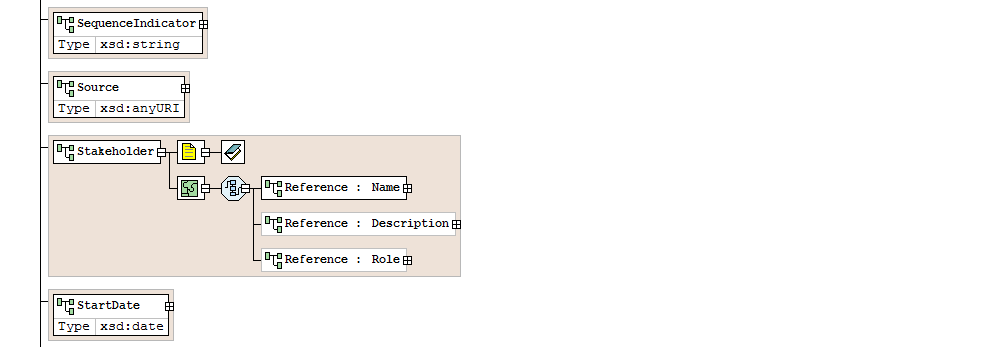 SequenceIndicator
Type xsd:string
Source
Type xsd:anyURI
Stakeholder
Reference : Name
Reference : Description
Reference : Role
StartDate
Type xsd:date